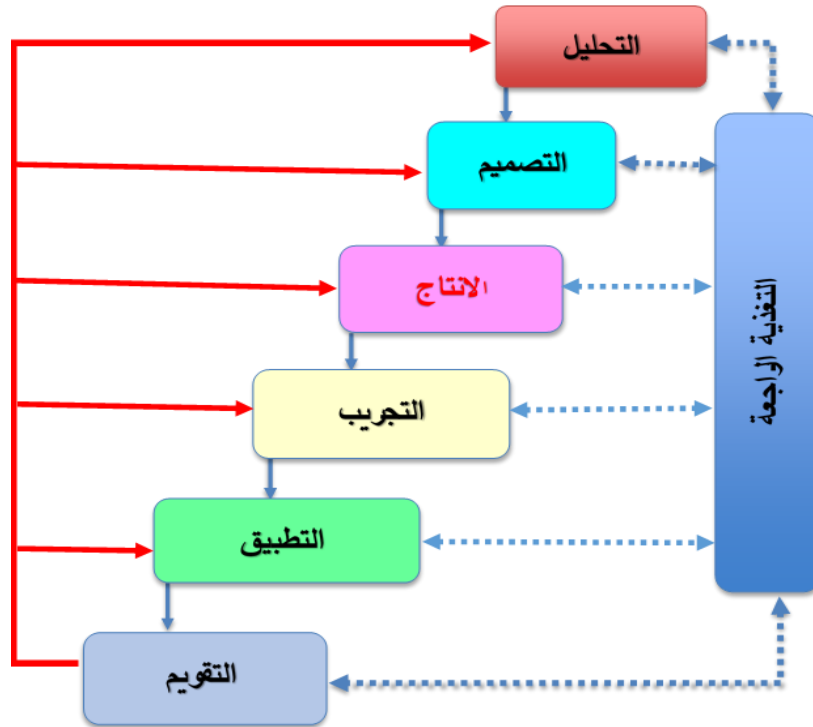 التحليل
التصميم
الانتاج
التجريب
التطبيق
التقويم
التغذية الراجعة